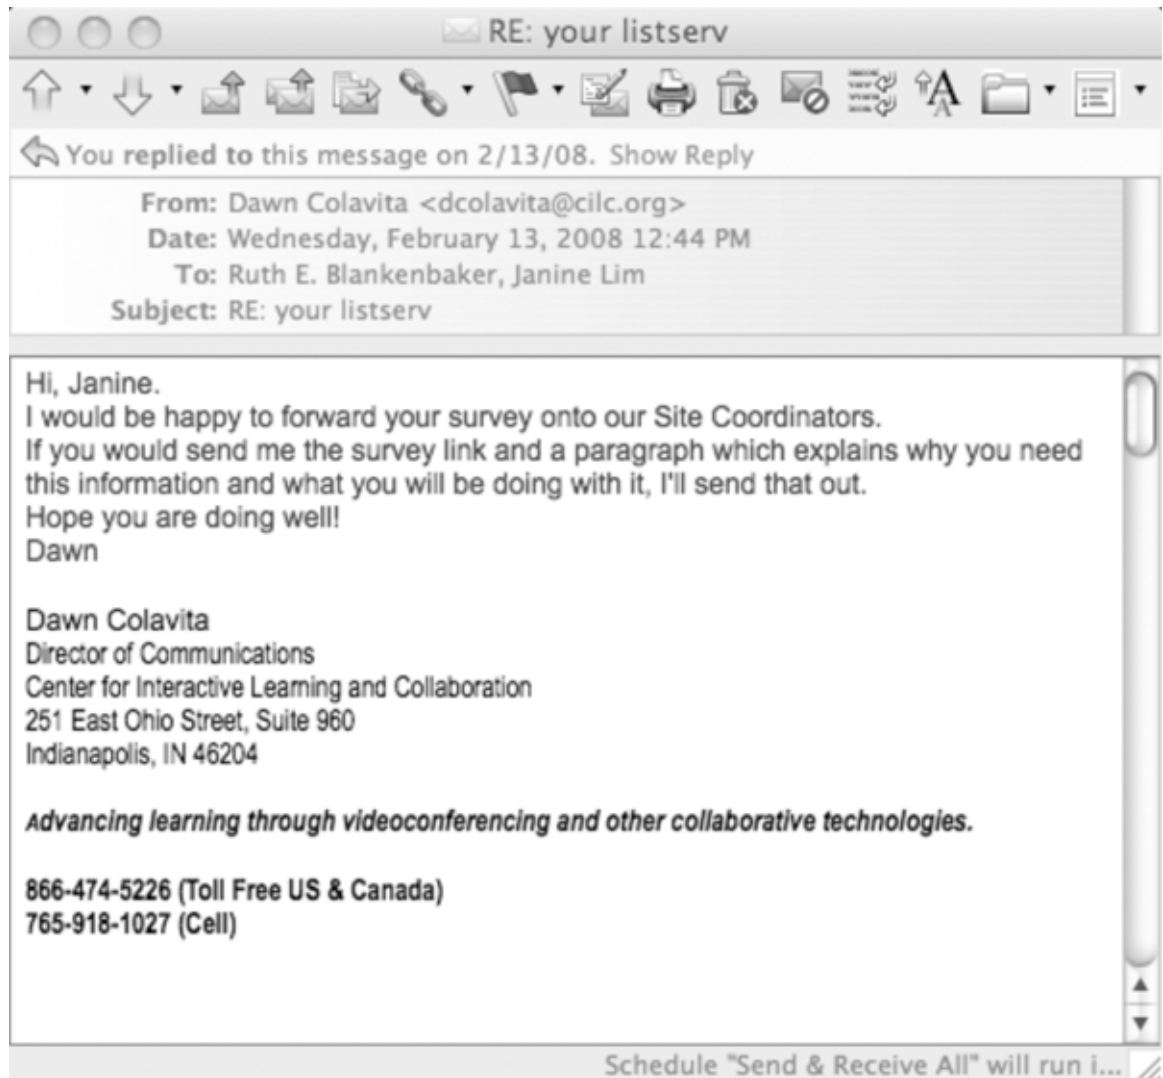 RE: your listserv
You replied to this message on 2/13/08. Show Reply
From: Dawn Colavita <dcolavita@cilc.org>
Date: Wednesday, February 13, 2008 12:44 PM
To: Ruth E. Blankenbaker, Janine Lim
Subject: RE: your listserv
Hi, Janine.
I would be happy to forward your survey onto our Site Coordinators.
If you would send me the survey link and a paragraph which explains why you need
this information and what you will be doing with it, I'll send that out.
Hope you are doing well!
Dawn
Dawn Colavita
Director of Communications
Center for Interactive Learning and Collaboration
251 East Ohio Street, Suite 960
Indianapolis, IN 46204
Advancing learning through videoconferencing and other collaborative technologies.
866-474-5226 (Toll Free US & Canada)
765-918-1027 (Cell)
Schedule "Send & Receive All" will run i...